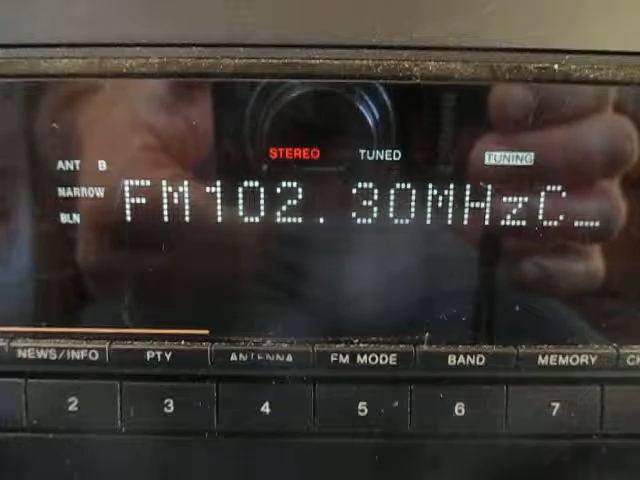 STEREO TUNED TUNING
ANT B
NARROW
BLN
FM102.30MHzC_
NEWS/INFO PTY ANTENNA FM MODE BAND MEMORY
2 3 4 5 6 7